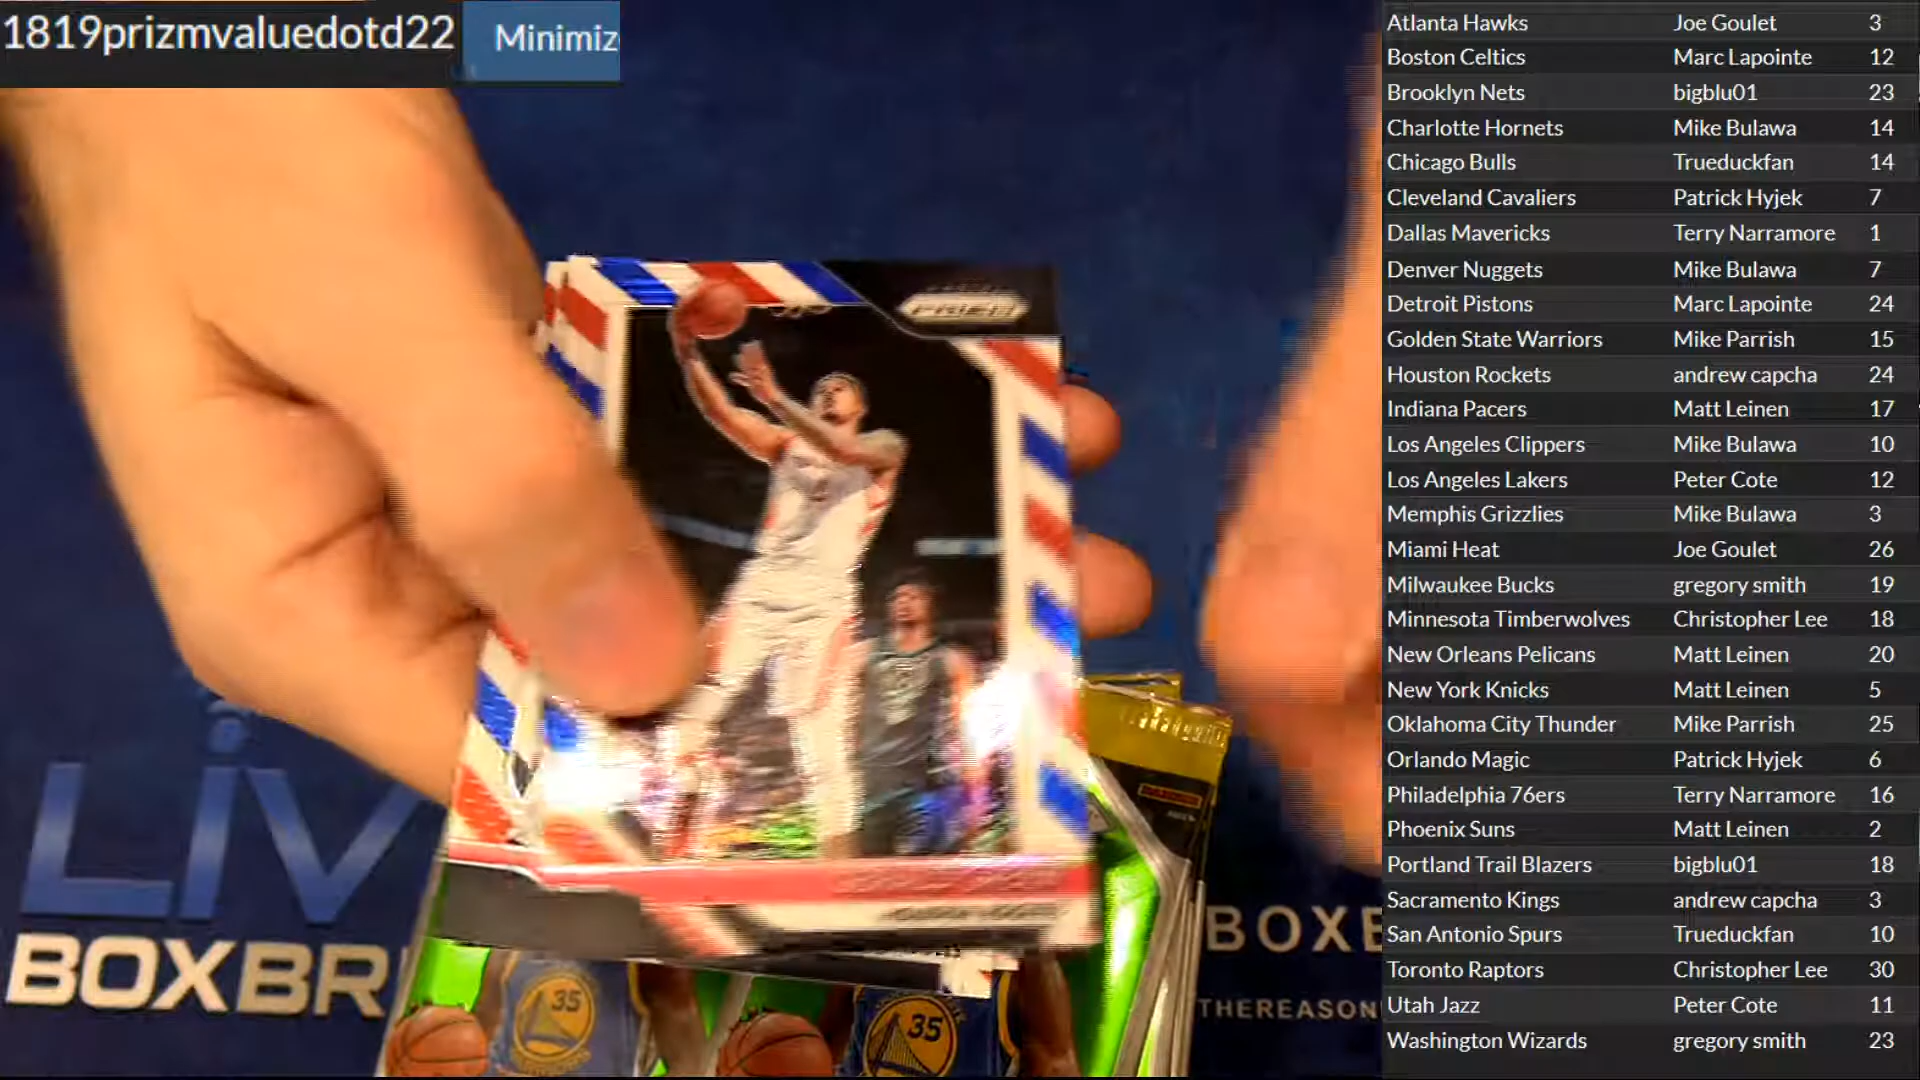 1819prizmvaluedotd22 Minimiz
Atlanta Hawks Joe Goulet 3
Boston Celtics Marc Lapointe 12
Brooklyn Nets bigblu01 23
Charlotte Hornets Mike Bulawa 14
Chicago Bulls Trueduckfan 14
Cleveland Cavaliers Patrick Hyjek 7
Dallas Mavericks Terry Narramore 1
Denver Nuggets Mike Bulawa 7
Detroit Pistons Marc Lapointe 24
Golden State Warriors Mike Parrish 15
Houston Rockets andrew capcha 24
Indiana Pacers Matt Leinen 17
Los Angeles Clippers Mike Bulawa 10
Los Angeles Lakers Peter Cote 12
Memphis Grizzlies Mike Bulawa 3
Miami Heat Joe Goulet 26
Milwaukee Bucks gregory smith 19
Minnesota Timberwolves Christopher Lee 18
New Orleans Pelicans Matt Leinen 20
New York Knicks Matt Leinen 5
Oklahoma City Thunder Mike Parrish 25
Orlando Magic Patrick Hyjek 6
Philadelphia 76ers Terry Narramore 16
Phoenix Suns Matt Leinen 2
Portland Trail Blazers bigblu01 18
Sacramento Kings andrew capcha 3
San Antonio Spurs Trueduckfan 10
Toronto Raptors Christopher Lee 30
Utah Jazz Peter Cote 11
Washington Wizards gregory smith 23
PRIZM
LIV
BOXBR
BOXB
THEREASON
35
35